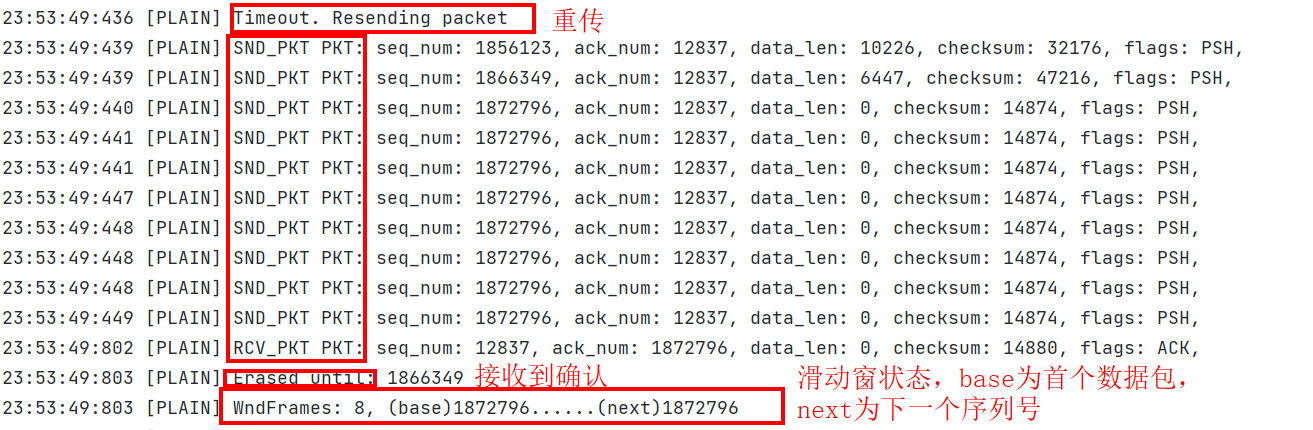 23:53:49:436 [PLAIN] Timeout. Resending packet 重传
23:53:49:439 [PLAIN] SND_PKT PKT: seq_num: 1856123, ack_num: 12837, data_len: 10226, checksum: 32176, flags: PSH,
23:53:49:439 [PLAIN] SND_PKT PKT: seq_num: 1866349, ack_num: 12837, data_len: 6447, checksum: 47216, flags: PSH,
23:53:49:440 [PLAIN] SND_PKT PKT: seq_num: 1872796, ack_num: 12837, data_len: 0, checksum: 14874, flags: PSH,
23:53:49:441 [PLAIN] SND_PKT PKT: seq_num: 1872796, ack_num: 12837, data_len: 0, checksum: 14874, flags: PSH,
23:53:49:441 [PLAIN] SND_PKT PKT: seq_num: 1872796, ack_num: 12837, data_len: 0, checksum: 14874, flags: PSH,
23:53:49:447 [PLAIN] SND_PKT PKT: seq_num: 1872796, ack_num: 12837, data_len: 0, checksum: 14874, flags: PSH,
23:53:49:448 [PLAIN] SND_PKT PKT: seq_num: 1872796, ack_num: 12837, data_len: 0, checksum: 14874, flags: PSH,
23:53:49:448 [PLAIN] SND_PKT PKT: seq_num: 1872796, ack_num: 12837, data_len: 0, checksum: 14874, flags: PSH,
23:53:49:448 [PLAIN] SND_PKT PKT: seq_num: 1872796, ack_num: 12837, data_len: 0, checksum: 14874, flags: PSH,
23:53:49:449 [PLAIN] SND_PKT PKT: seq_num: 1872796, ack_num: 12837, data_len: 0, checksum: 14874, flags: PSH,
23:53:49:802 [PLAIN] RCV_PKT PKT: seq_num: 12837, ack_num: 1872796, data_len: 0, checksum: 14880, flags: ACK,
23:53:49:803 [PLAIN] Erased until: 1866349 接收到确认
23:53:49:803 [PLAIN] WndFrames: 8, (base)1872796......(next)1872796
滑动窗状态，base为首个数据包，
next为下一个序列号